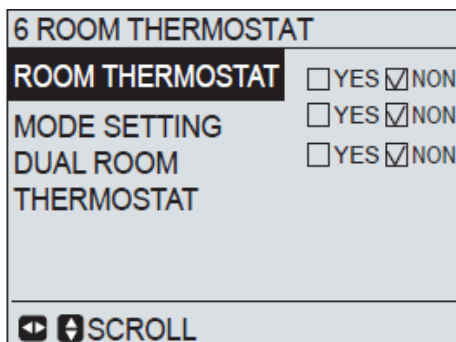 6 ROOM THERMOSTAT
ROOM THERMOSTAT YES NON
MODE SETTING YES NON
DUAL ROOM YES NON
THERMOSTAT
SCROLL